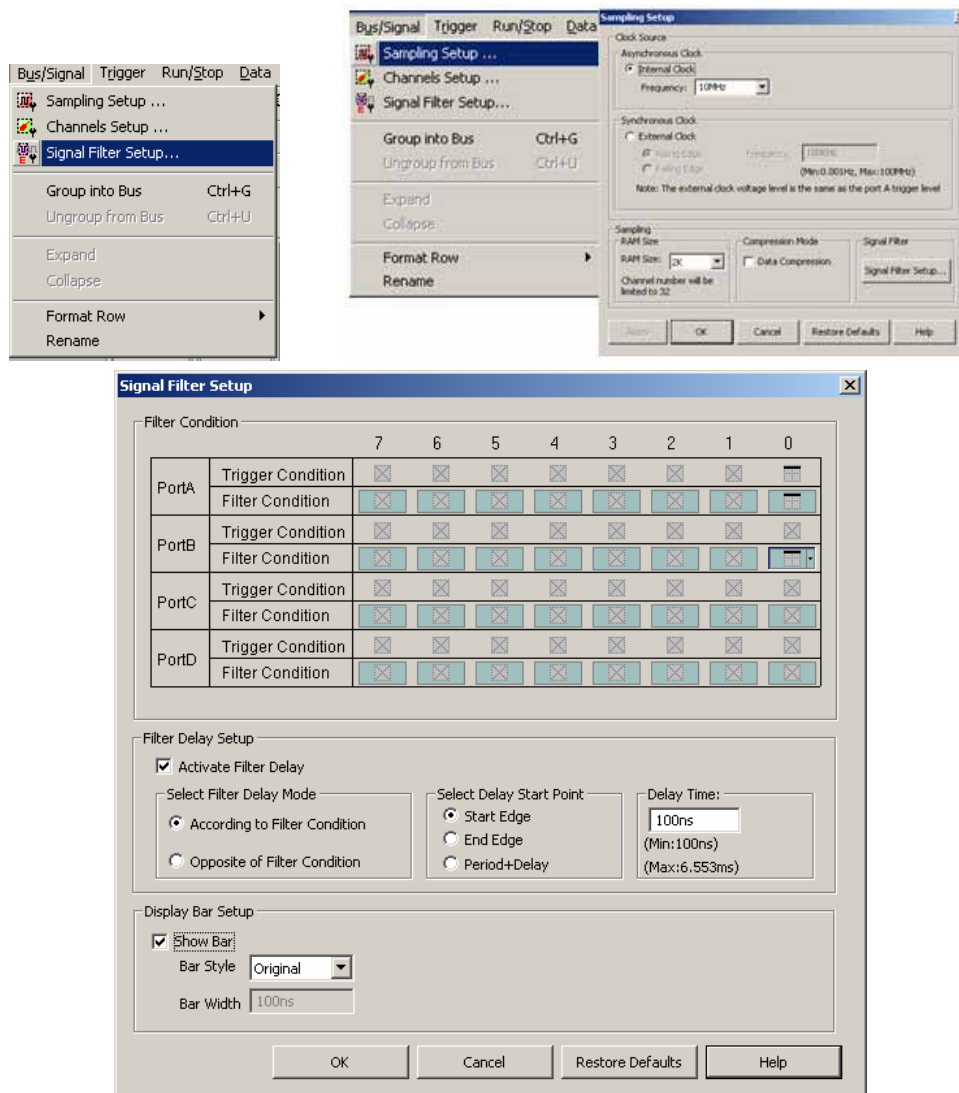 Bus/Signal Trigger Run/Stop Data
Sampling Setup ...
Channels Setup ...
Signal Filter Setup...
Group into Bus Ctrl+G
Ungroup from Bus Ctrl+U
Expand
Collapse
Format Row
Rename
Bus/Signal Trigger Run/Stop Data
Sampling Setup ...
Channels Setup ...
Signal Filter Setup...
Group into Bus Ctrl+G
Ungroup from Bus Ctrl+U
Expand
Collapse
Format Row
Rename
Sampling Setup
Clock Source
Asynchronous Clock
Internal Clock
Frequency: 10MHz
Synchronous Clock
External Clock
Rising Edge Frequency:
Falling Edge
(Min:0.001Hz, Max:100MHz)
Note: The external clock voltage level is the same as the port A trigger level
Sampling
RAM Size
RAM Size: 2K
Channel number will be
limited to 32
Compression Mode
Data Compression
Signal Filter
Signal Filter Setup...
Apply OK Cancel Restore Defaults Help
Signal Filter Setup
Filter Condition
7 6 5 4 3 2 1 0
PortA
Trigger Condition
Filter Condition
PortB
Trigger Condition
Filter Condition
PortC
Trigger Condition
Filter Condition
PortD
Trigger Condition
Filter Condition
Filter Delay Setup
Activate Filter Delay
Select Filter Delay Mode
According to Filter Condition
Opposite of Filter Condition
Select Delay Start Point
Start Edge
End Edge
Period+Delay
Delay Time:
100ns
(Min:100ns)
(Max:6.553ms)
Display Bar Setup
Show Bar
Bar Style Original
Bar Width 100ns
OK Cancel Restore Defaults Help